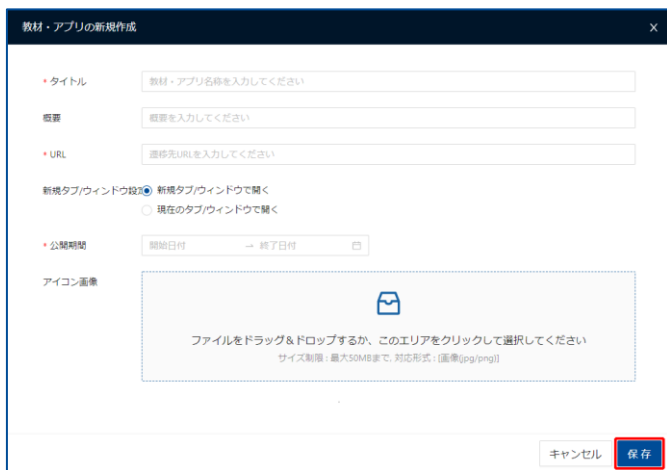 教材・アプリの新規作成
* タイトル 教材・アプリ名称を入力してください
概要 概要を入力してください
* URL 遷移先URLを入力してください
新規タブ/ウィンドウ設定 新規タブ/ウィンドウで開く
現在のタブ/ウィンドウで開く
* 公開期間 開始日付 → 終了日付
アイコン画像
ファイルをドラッグ&ドロップするか、このエリアをクリックして選択してください
サイズ制限 : 最大50MBまで, 対応形式 : [画像(jpg/png)]
キャンセル 保存